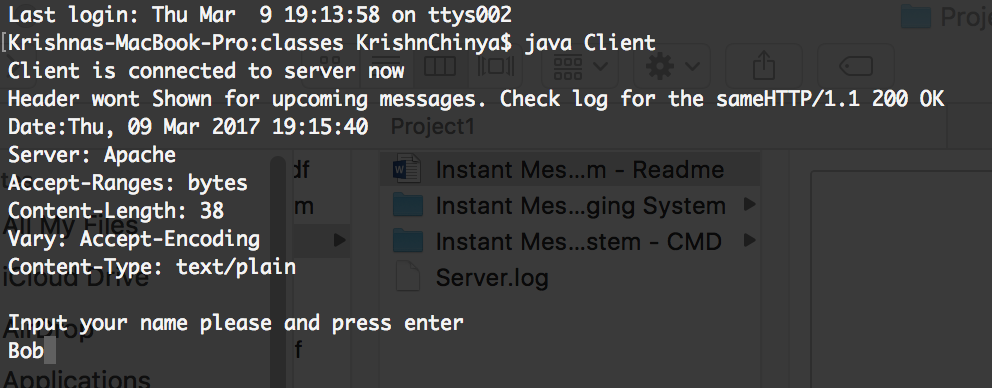 Last login: Thu Mar  9 19:13:58 on ttys002
[Krishnas-MacBook-Pro:classes KrishnChinya$ java Client
Client is connected to server now
Header wont Shown for upcoming messages. Check log for the sameHTTP/1.1 200 OK
Date:Thu, 09 Mar 2017 19:15:40
Server: Apache
Accept-Ranges: bytes
Content-Length: 38
Vary: Accept-Encoding
Content-Type: text/plain

Input your name please and press enter
Bob
Project1
Instant Mes...m - Readme
Instant Mes...ging System
Instant Mes...stem - CMD
Server.log
All My Files
iCloud Drive
AirDrop
Applications